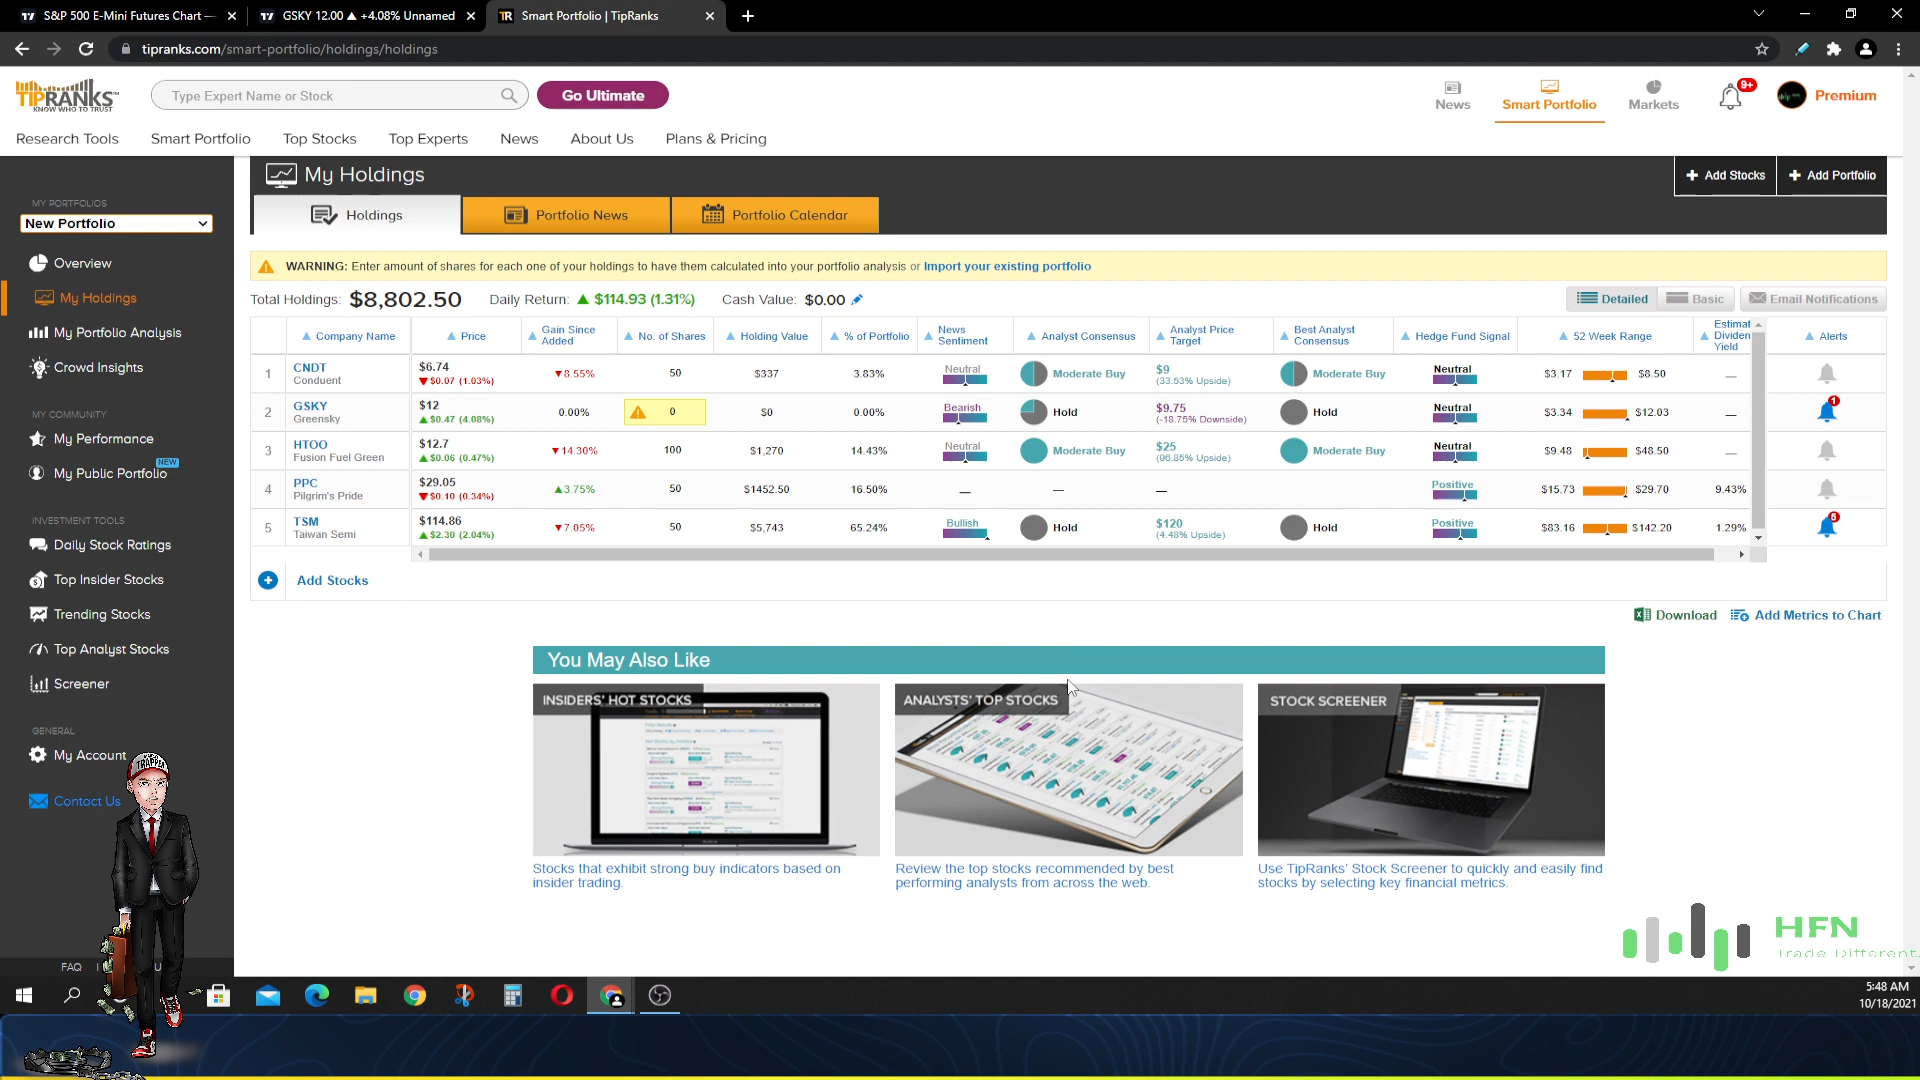 S&P 500 E-Mini Futures Chart —
GSKY 12.00 ▲ +4.08% Unnamed
TR Smart Portfolio | TipRanks
tipranks.com/smart-portfolio/holdings/holdings
TIPRANKS
KNOW WHO TO TRUST
Type Expert Name or Stock
Go Ultimate
News
Smart Portfolio
Markets
9+
Premium
Research Tools Smart Portfolio Top Stocks Top Experts News About Us Plans & Pricing
MY PORTFOLIOS
New Portfolio
Overview
My Holdings
My Portfolio Analysis
Crowd Insights
MY COMMUNITY
My Performance
My Public Portfolio NEW
INVESTMENT TOOLS
Daily Stock Ratings
Top Insider Stocks
Trending Stocks
Top Analyst Stocks
Screener
GENERAL
My Account
Contact Us
FAQ
TRAPPER
My Holdings
+ Add Stocks + Add Portfolio
Holdings Portfolio News Portfolio Calendar
WARNING: Enter amount of shares for each one of your holdings to have them calculated into your portfolio analysis or Import your existing portfolio
Total Holdings: $8,802.50 Daily Return: ▲ $114.93 (1.31%) Cash Value: $0.00
Detailed Basic Email Notifications
Company Name Price Gain Since Added No. of Shares Holding Value % of Portfolio News Sentiment Analyst Consensus Analyst Price Target Best Analyst Consensus Hedge Fund Signal 52 Week Range Estimat Dividen Yield Alerts
1 CNDT Conduent $6.74 ▼$0.07 (1.03%) ▼8.55% 50 $337 3.83% Neutral Moderate Buy $9 (33.53% Upside) Moderate Buy Neutral $3.17 $8.50 —
2 GSKY Greensky $12 ▲$0.47 (4.08%) 0.00% 0 $0 0.00% Bearish Hold $9.75 (-18.75% Downside) Hold Neutral $3.34 $12.03 — 1
3 HTOO Fusion Fuel Green $12.7 ▲$0.06 (0.47%) ▼14.30% 100 $1,270 14.43% Neutral Moderate Buy $25 (96.85% Upside) Moderate Buy Neutral $9.48 $48.50 —
4 PPC Pilgrim's Pride $29.05 ▼$0.10 (0.34%) ▲3.75% 50 $1452.50 16.50% — — — Positive $15.73 $29.70 9.43%
5 TSM Taiwan Semi $114.86 ▲$2.30 (2.04%) ▼7.05% 50 $5,743 65.24% Bullish Hold $120 (4.48% Upside) Hold Positive $83.16 $142.20 1.29%
Add Stocks
Download Add Metrics to Chart
You May Also Like
INSIDERS' HOT STOCKS
ANALYSTS' TOP STOCKS
STOCK SCREENER
Stocks that exhibit strong buy indicators based on
insider trading.
Review the top stocks recommended by best
performing analysts from across the web.
Use TipRanks' Stock Screener to quickly and easily find
stocks by selecting key financial metrics.
HFN
Trade Different.
5:48 AM
10/18/2021